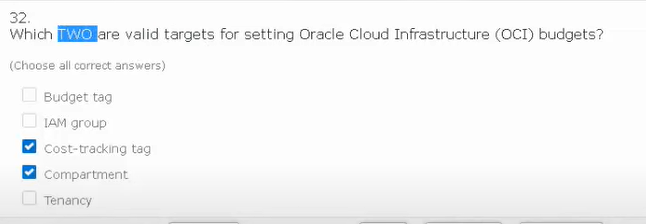 32.
Which TWO are valid targets for setting Oracle Cloud Infrastructure (OCI) budgets?
(Choose all correct answers)
Budget tag
IAM group
Cost-tracking tag
Compartment
Tenancy